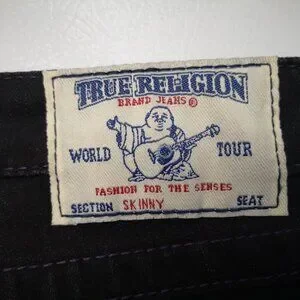 TRUE RELIGION
BRAND JEANS®
WORLD TOUR
FASHION FOR THE SENSES
SECTION SKINNY SEAT